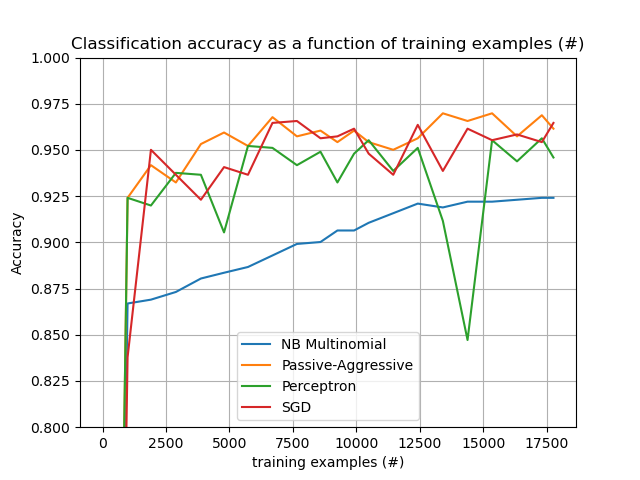 Classification accuracy as a function of training examples (#)
1.000
0.975
0.950
0.925
0.900
0.875
0.850
0.825
0.800
Accuracy
NB Multinomial
Passive-Aggressive
Perceptron
SGD
0 2500 5000 7500 10000 12500 15000 17500
training examples (#)